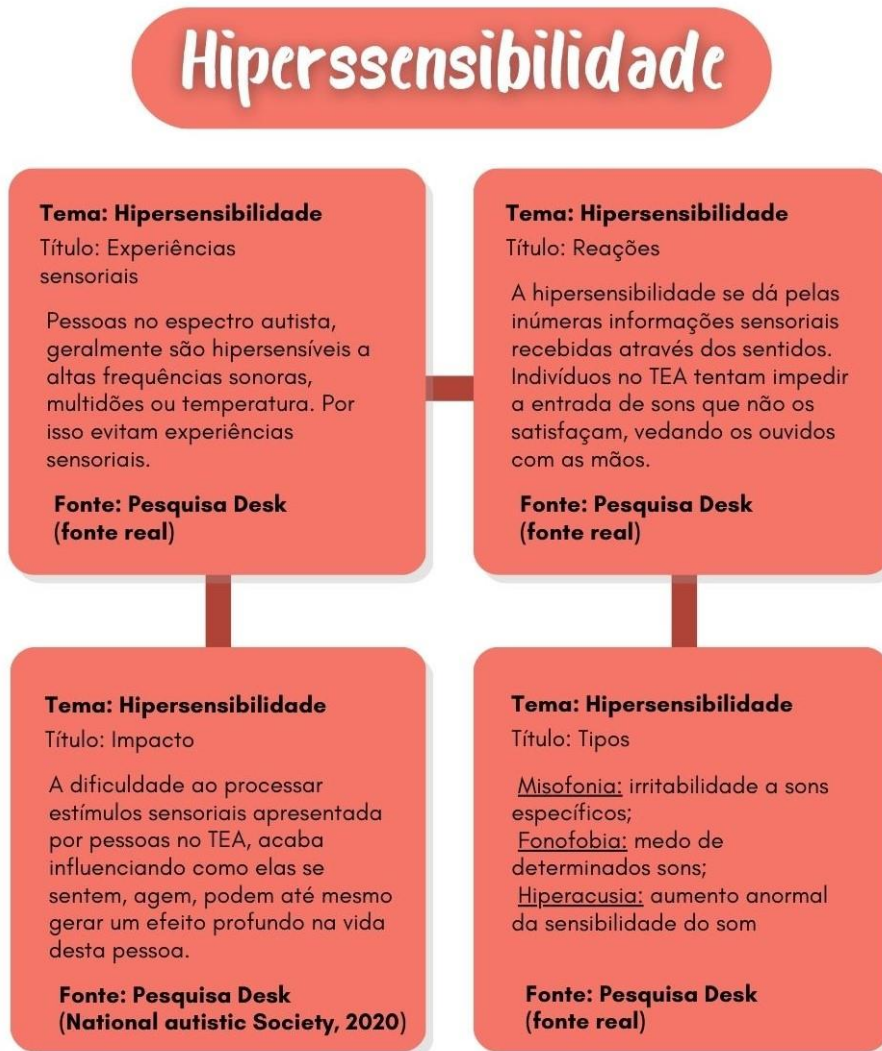 Hiperssensibilidade
Tema: Hipersensibilidade
Título: Experiências
sensoriais
Pessoas no espectro autista,
geralmente são hipersensíveis a
altas frequências sonoras,
multidões ou temperatura. Por
isso evitam experiências
sensoriais.
Fonte: Pesquisa Desk
(fonte real)
Tema: Hipersensibilidade
Título: Reações
A hipersensibilidade se dá pelas
inúmeras informações sensoriais
recebidas através dos sentidos.
Indivíduos no TEA tentam impedir
a entrada de sons que não os
satisfaçam, vedando os ouvidos
com as mãos.
Fonte: Pesquisa Desk
(fonte real)
Tema: Hipersensibilidade
Título: Impacto
A dificuldade ao processar
estímulos sensoriais apresentada
por pessoas no TEA, acaba
influenciando como elas se
sentem, agem, podem até mesmo
gerar um efeito profundo na vida
desta pessoa.
Fonte: Pesquisa Desk
(National autistic Society, 2020)
Tema: Hipersensibilidade
Título: Tipos
Misofonia: irritabilidade a sons
específicos;
Fonofobia: medo de
determinados sons;
Hiperacusia: aumento anormal
da sensibilidade do som
Fonte: Pesquisa Desk
(fonte real)